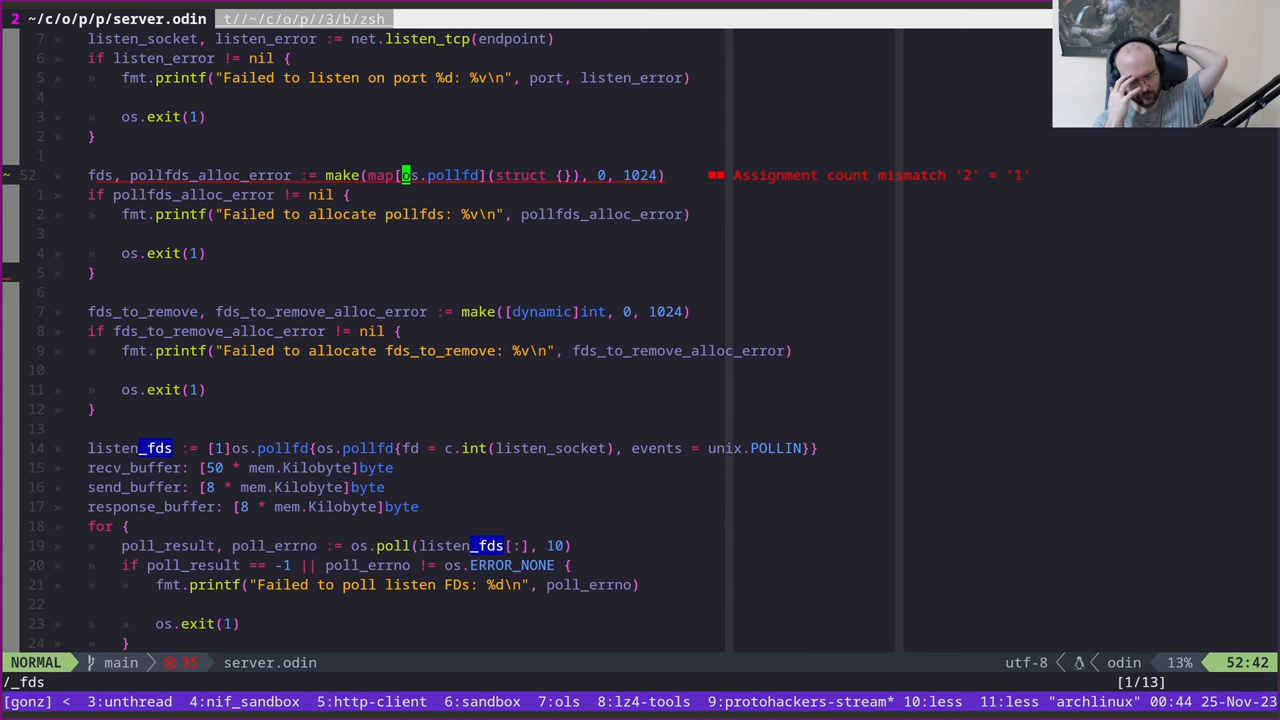 2 ~/c/o/p/p/server.odin t//~/c/o/p//3/b/zsh
7 » listen_socket, listen_error := net.listen_tcp(endpoint)
6 » if listen_error != nil {
5 » » fmt.printf("Failed to listen on port %d: %v\n", port, listen_error)
4
3 » » os.exit(1)
2 » }
1
~ 52 » fds, pollfds_alloc_error := make(map[os.pollfd](struct {}), 0, 1024) ■■ Assignment count mismatch '2' = '1'
1 » if pollfds_alloc_error != nil {
2 » » fmt.printf("Failed to allocate pollfds: %v\n", pollfds_alloc_error)
3
4 » » os.exit(1)
_ 5 » }
6
7 » fds_to_remove, fds_to_remove_alloc_error := make([dynamic]int, 0, 1024)
8 » if fds_to_remove_alloc_error != nil {
9 » » fmt.printf("Failed to allocate fds_to_remove: %v\n", fds_to_remove_alloc_error)
10
11 » » os.exit(1)
12 » }
13
14 » listen_fds := [1]os.pollfd{os.pollfd{fd = c.int(listen_socket), events = unix.POLLIN}}
15 » recv_buffer: [50 * mem.Kilobyte]byte
16 » send_buffer: [8 * mem.Kilobyte]byte
17 » response_buffer: [8 * mem.Kilobyte]byte
18 » for {
19 » » poll_result, poll_errno := os.poll(listen_fds[:], 10)
20 » » if poll_result == -1 || poll_errno != os.ERROR_NONE {
21 » » » fmt.printf("Failed to poll listen FDs: %d\n", poll_errno)
22
23 » » » os.exit(1)
24 » » }
NORMAL main 35 server.odin utf-8 odin 13% 52:42
/_fds [1/13]
[gonz] < 3:unthread 4:nif_sandbox 5:http-client 6:sandbox 7:ols 8:lz4-tools 9:protohackers-stream* 10:less 11:less "archlinux" 00:44 25-Nov-23